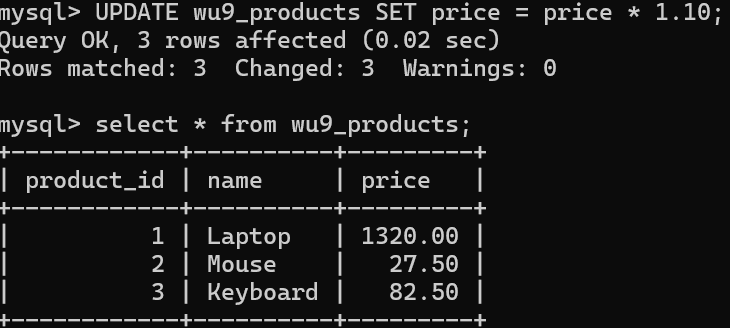 mysql> UPDATE wu9_products SET price = price * 1.10;
Query OK, 3 rows affected (0.02 sec)
Rows matched: 3  Changed: 3  Warnings: 0

mysql> select * from wu9_products;
+------------+----------+---------+
| product_id | name     | price   |
+------------+----------+---------+
|          1 | Laptop   | 1320.00 |
|          2 | Mouse    |   27.50 |
|          3 | Keyboard |   82.50 |
+------------+----------+---------+